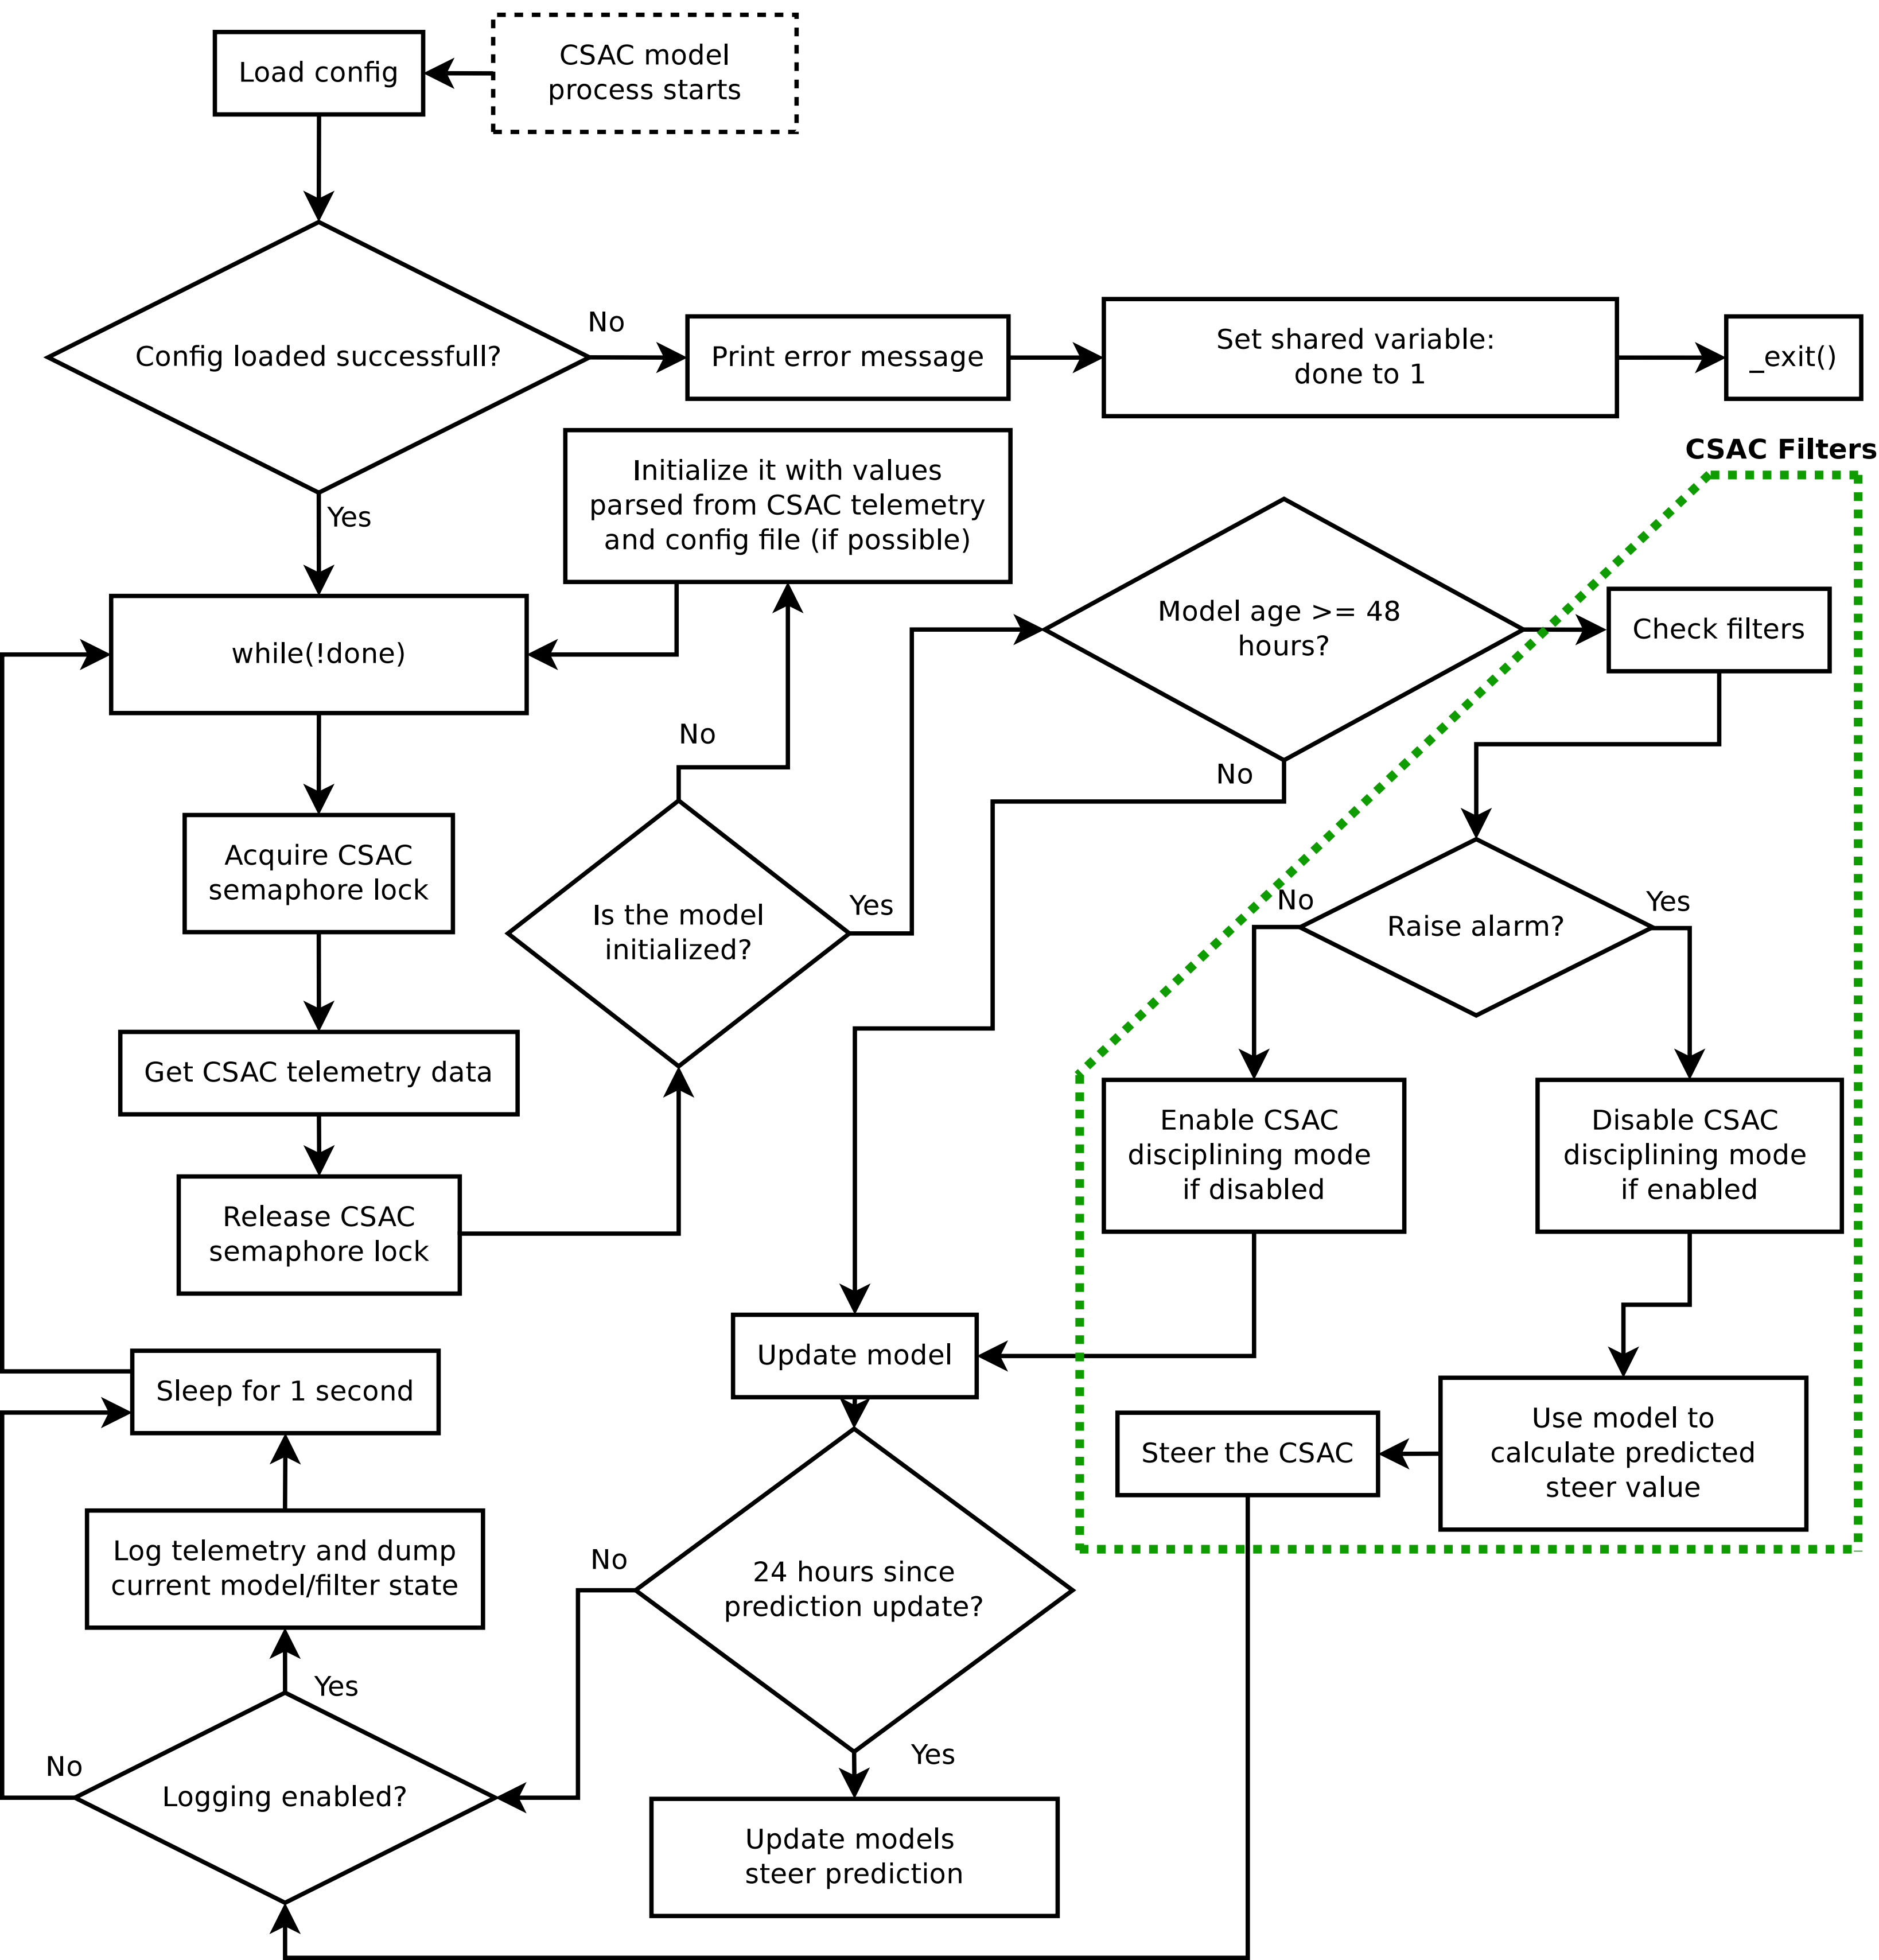 CSAC model
process starts
Load config
Config loaded successfull?
No
Print error message
Set shared variable:
done to 1
_exit()
Yes
Initialize it with values
parsed from CSAC telemetry
and config file (if possible)
CSAC Filters
while(!done)
Model age >= 48
hours?
Check filters
No
No
Acquire CSAC
semaphore lock
Is the model
initialized?
Yes
No
Raise alarm?
Yes
Get CSAC telemetry data
Enable CSAC
disciplining mode
if disabled
Disable CSAC
disciplining mode
if enabled
Release CSAC
semaphore lock
Update model
Sleep for 1 second
Steer the CSAC
Use model to
calculate predicted
steer value
Log telemetry and dump
current model/filter state
No
24 hours since
prediction update?
Yes
No
Logging enabled?
Yes
Update models
steer prediction